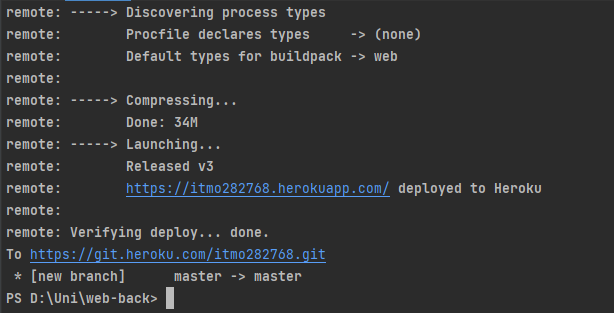 remote: -----> Discovering process types
remote:        Procfile declares types     -> (none)
remote:        Default types for buildpack -> web
remote:
remote: -----> Compressing...
remote:        Done: 34M
remote: -----> Launching...
remote:        Released v3
remote:        https://itmo282768.herokuapp.com/ deployed to Heroku
remote:
remote: Verifying deploy... done.
To https://git.heroku.com/itmo282768.git
 * [new branch]      master -> master
PS D:\Uni\web-back>